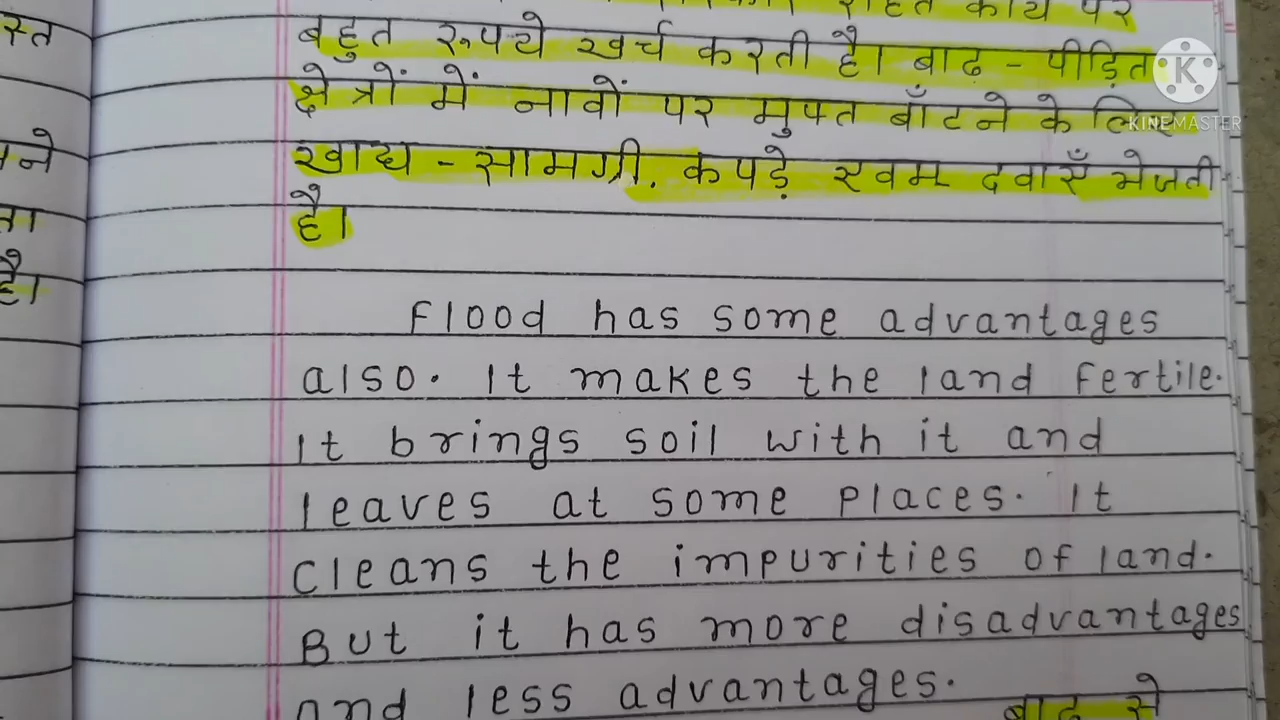 स्त
ने
ता
है।
राहत कार्य पर
बहुत रूपये खर्च करती है। बाढ़ - पीड़ित
क्षेत्रों में नावों पर मुफ्त बाँटने के लिए
खाद्य - सामग्री, कपड़े एवम् दवाएँ भेजती
है।
Flood has some advantages
also. It makes the land fertile.
It brings soil with it and
leaves at some places. It
cleans the impurities of land.
But it has more disadvantages
and less advantages.
बाढ़ से
K
KINEMASTER